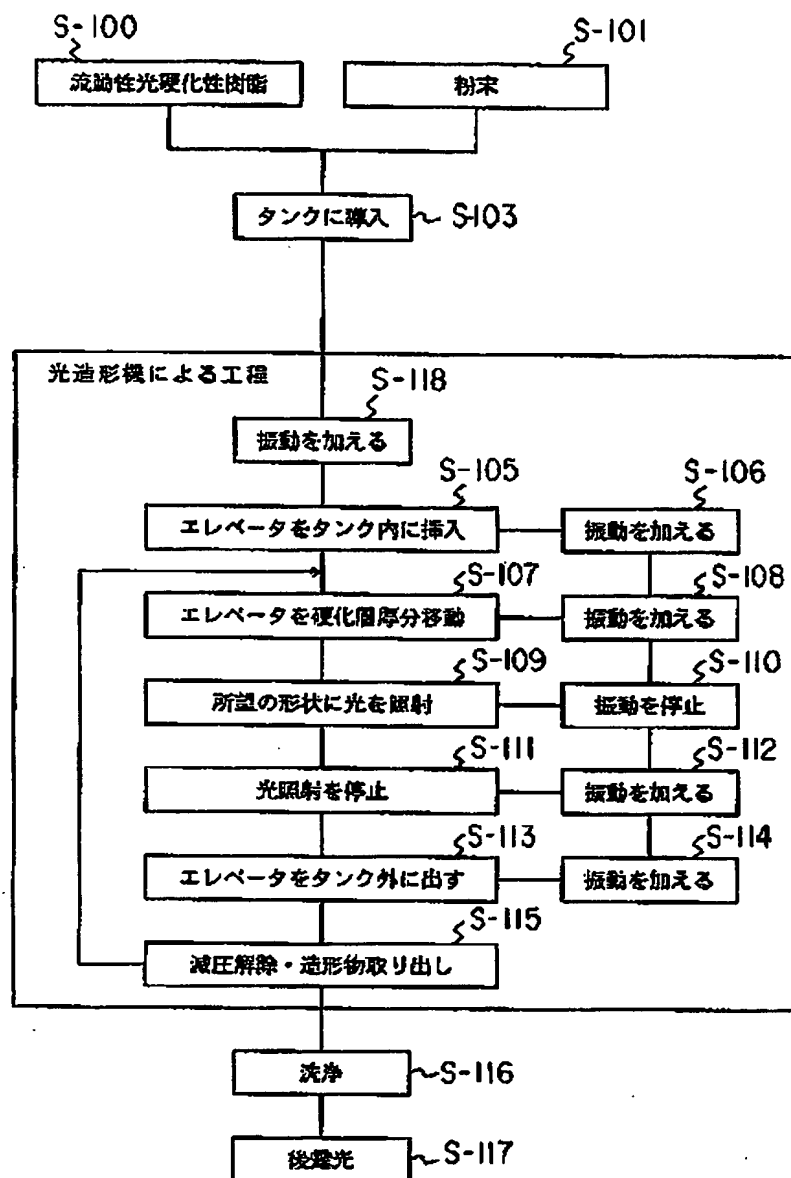 S-100
S-101
流動性光硬化性樹脂
粉末
タンクに導入
S-103
光造形機による工程
S-118
振動を加える
S-105
S-106
エレベータをタンク内に挿入
振動を加える
S-107
S-108
エレベータを硬化層厚分移動
振動を加える
S-109
S-110
所望の形状に光を照射
振動を停止
S-111
S-112
光照射を停止
振動を加える
S-113
S-114
エレベータをタンク外に出す
振動を加える
S-115
減圧解除・造形物取り出し
洗浄
S-116
後露光
S-117